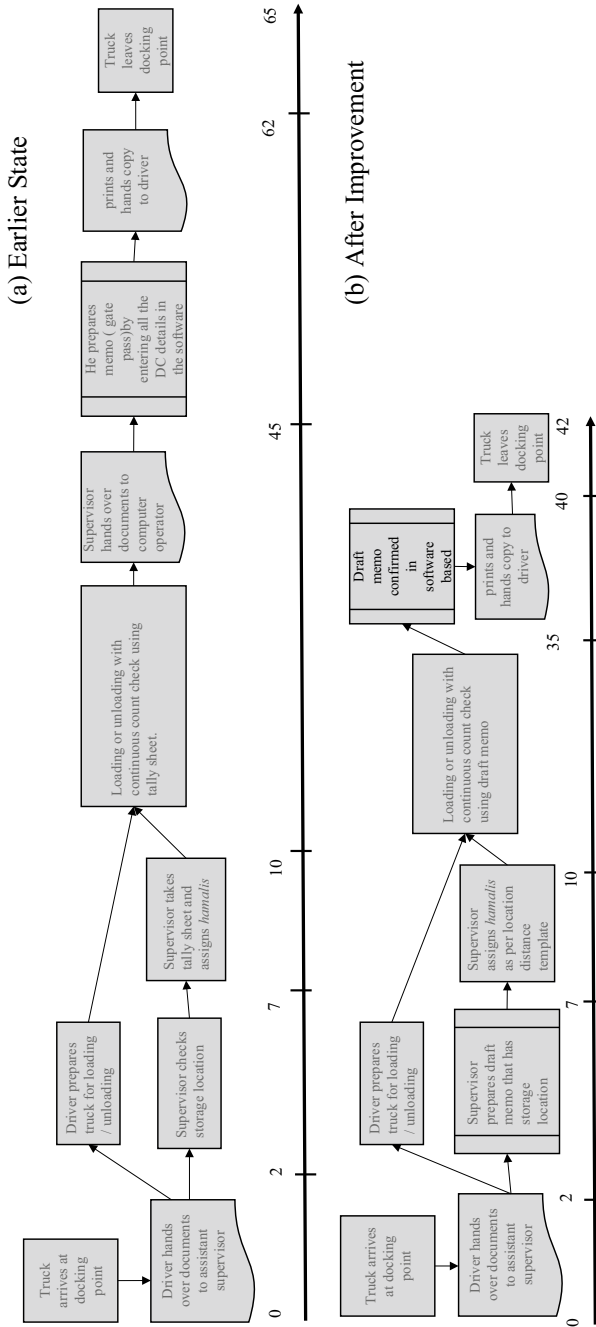 (a) Earlier State
Truck
arrives at
docking
point
Driver hands
over documents
to assistant
supervisor
Driver prepares
truck for loading
/ unloading
Supervisor checks
storage location
Supervisor takes
tally sheet and
assigns hamalis
Loading or unloading with
continuous count check using
tally sheet.
Supervisor
hands over
documents to
computer
operator
He prepares
memo ( gate
pass)by
entering all the
DC details in
the software
prints and
hands copy
to driver
Truck
leaves
docking
point
0
2
7
10
45
62
65
(b) After Improvement
Truck arrives
at docking
point
Driver hands
over documents
to assistant
supervisor
Driver prepares
truck for loading
/ unloading
Supervisor
prepares draft
memo that has
storage
location
Supervisor
assigns hamalis
as per location
distance
template
Loading or unloading with
continuous count check
using draft memo
Draft
memo
confirmed
in
software
based
prints and
hands copy to
driver
Truck
leaves
docking
point
0
2
7
10
35
40
42